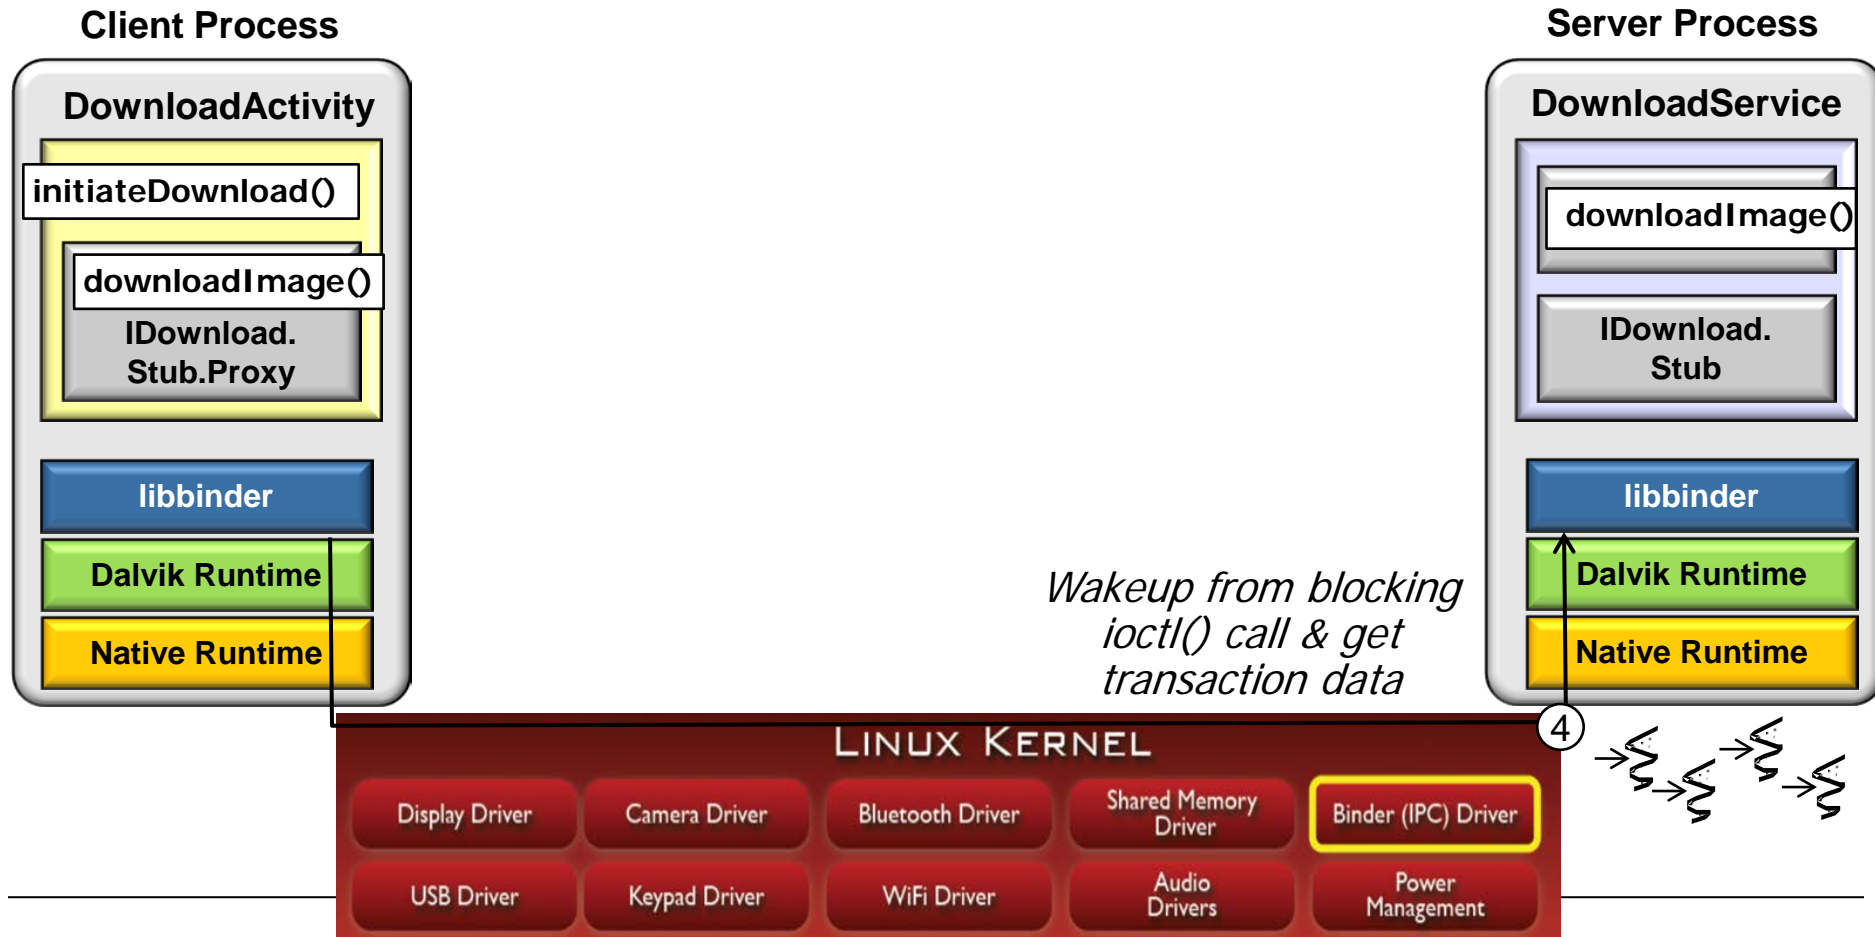 Client Process
DownloadActivity
initiateDownload()
downloadImage()
IDownload.
Stub.Proxy
libbinder
Dalvik Runtime
Native Runtime
Server Process
DownloadService
downloadImage()
IDownload.
Stub
libbinder
Dalvik Runtime
Native Runtime
Wakeup from blocking
ioctl() call & get
transaction data
4
LINUX KERNEL
Display Driver
Camera Driver
Bluetooth Driver
Shared Memory
Driver
Binder (IPC) Driver
USB Driver
Keypad Driver
WiFi Driver
Audio
Drivers
Power
Management